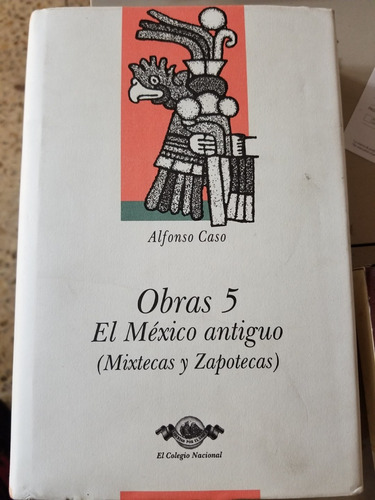 Alfonso Caso
Obras 5
El México antiguo
(Mixtecas y Zapotecas)
El Colegio Nacional